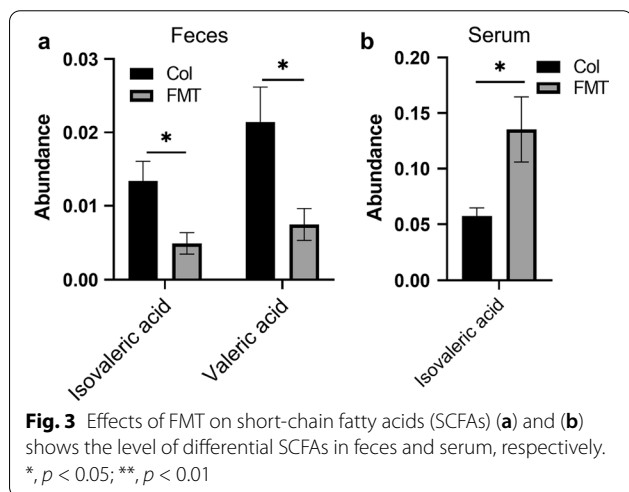 a
Feces
Abundance
0.03
0.02
0.01
0.00
Col
FMT
*
*
Isovaleric acid
Valeric acid
b
Serum
Abundance
0.20
0.15
0.10
0.05
0.00
*
Col
FMT
Isovaleric acid
Fig. 3 Effects of FMT on short-chain fatty acids (SCFAs) (a) and (b)
shows the level of differential SCFAs in feces and serum, respectively.
*, p < 0.05; **, p < 0.01